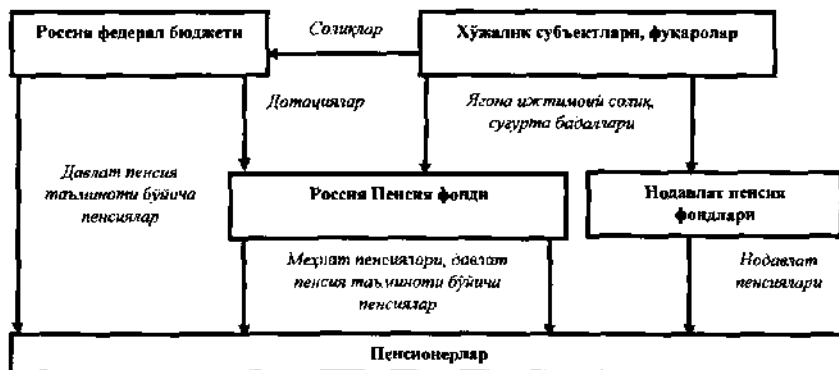 Россия федерал бюджети
Солиқлар
Хўжалик субъектлари, фуқаролар
Дотациялар
Ягона ижтимоий солиқ,
суғурта бадаллари
Давлат пенсия
таъминоти бўйича
пенсиялар
Россия Пенсия фонди
Нодавлат пенсия
фондлари
Меҳнат пенсиялари, давлат
пенсия таъминоти бўйича
пенсиялар
Нодавлат
пенсиялари
Пенсионерлар